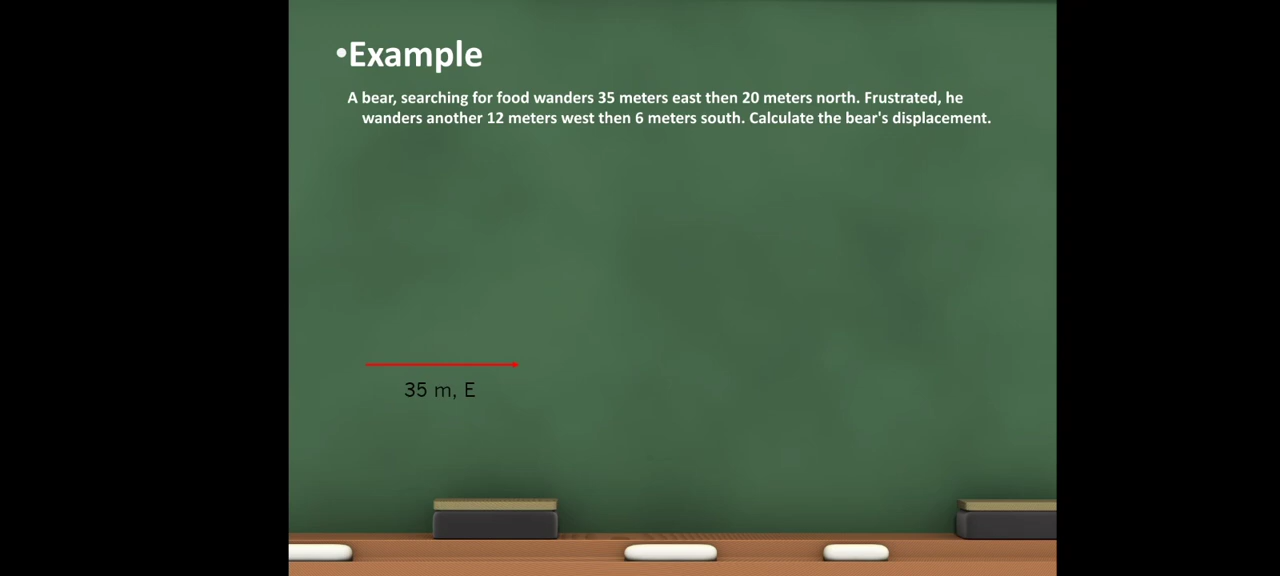 •Example
A bear, searching for food wanders 35 meters east then 20 meters north. Frustrated, he
wanders another 12 meters west then 6 meters south. Calculate the bear's displacement.
35 m, E